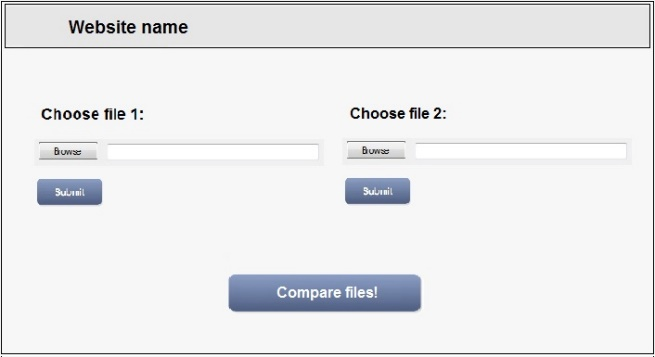 Website name
Choose file 1:
Choose file 2:
Browse
Browse
Submit
Submit
Compare files!